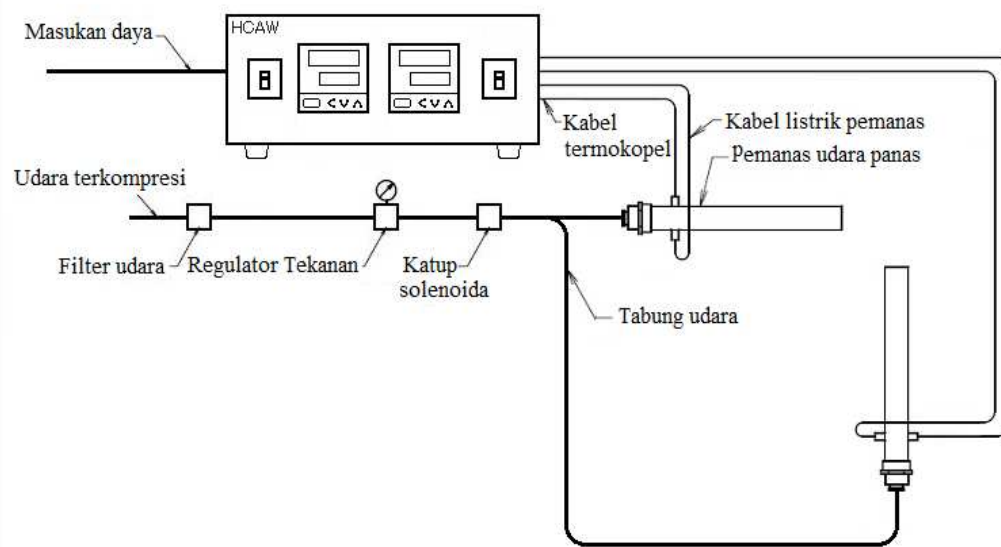 Masukan daya
HCAW
Kabel
termokopel
Kabel listrik pemanas
Pemanas udara panas
Udara terkompresi
Filter udara
Regulator Tekanan
Katup
solenoida
Tabung udara